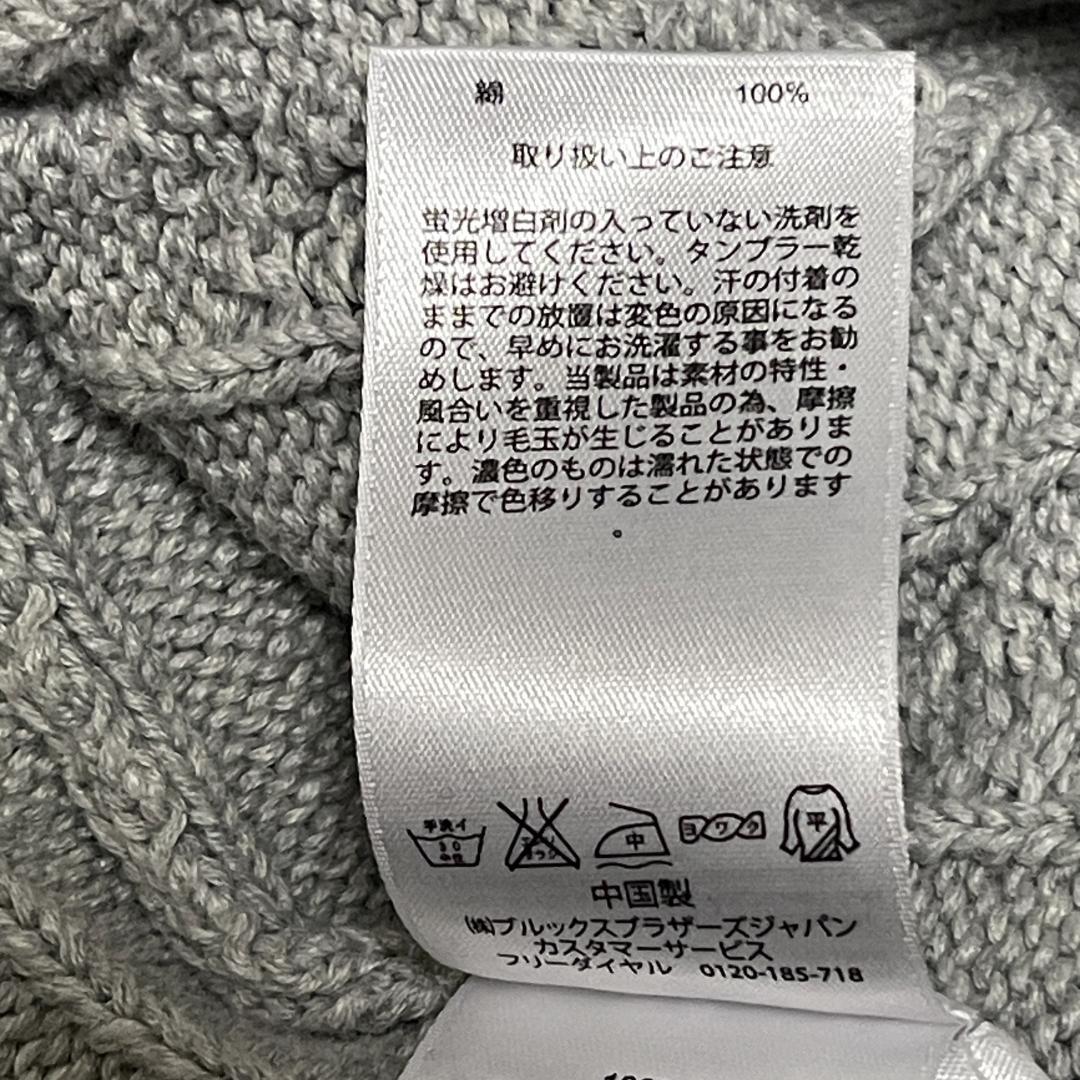 綿 100%
取り扱い上のご注意
蛍光増白剤の入っていない洗剤を
使用してください。タンブラー乾
燥はお避けください。汗の付着の
ままでの放置は変色の原因になる
ので、早めにお洗濯する事をお勧
めします。当製品は素材の特性・
風合いを重視した製品の為、摩擦
により毛玉が生じることがありま
す。濃色のものは濡れた状態での
摩擦で色移りすることがあります
。
手洗イ 30 中性
中 ヨワク 平
中国製
㈱ブルックスブラザーズジャパン
カスタマーサービス
フリーダイヤル 0120-185-718